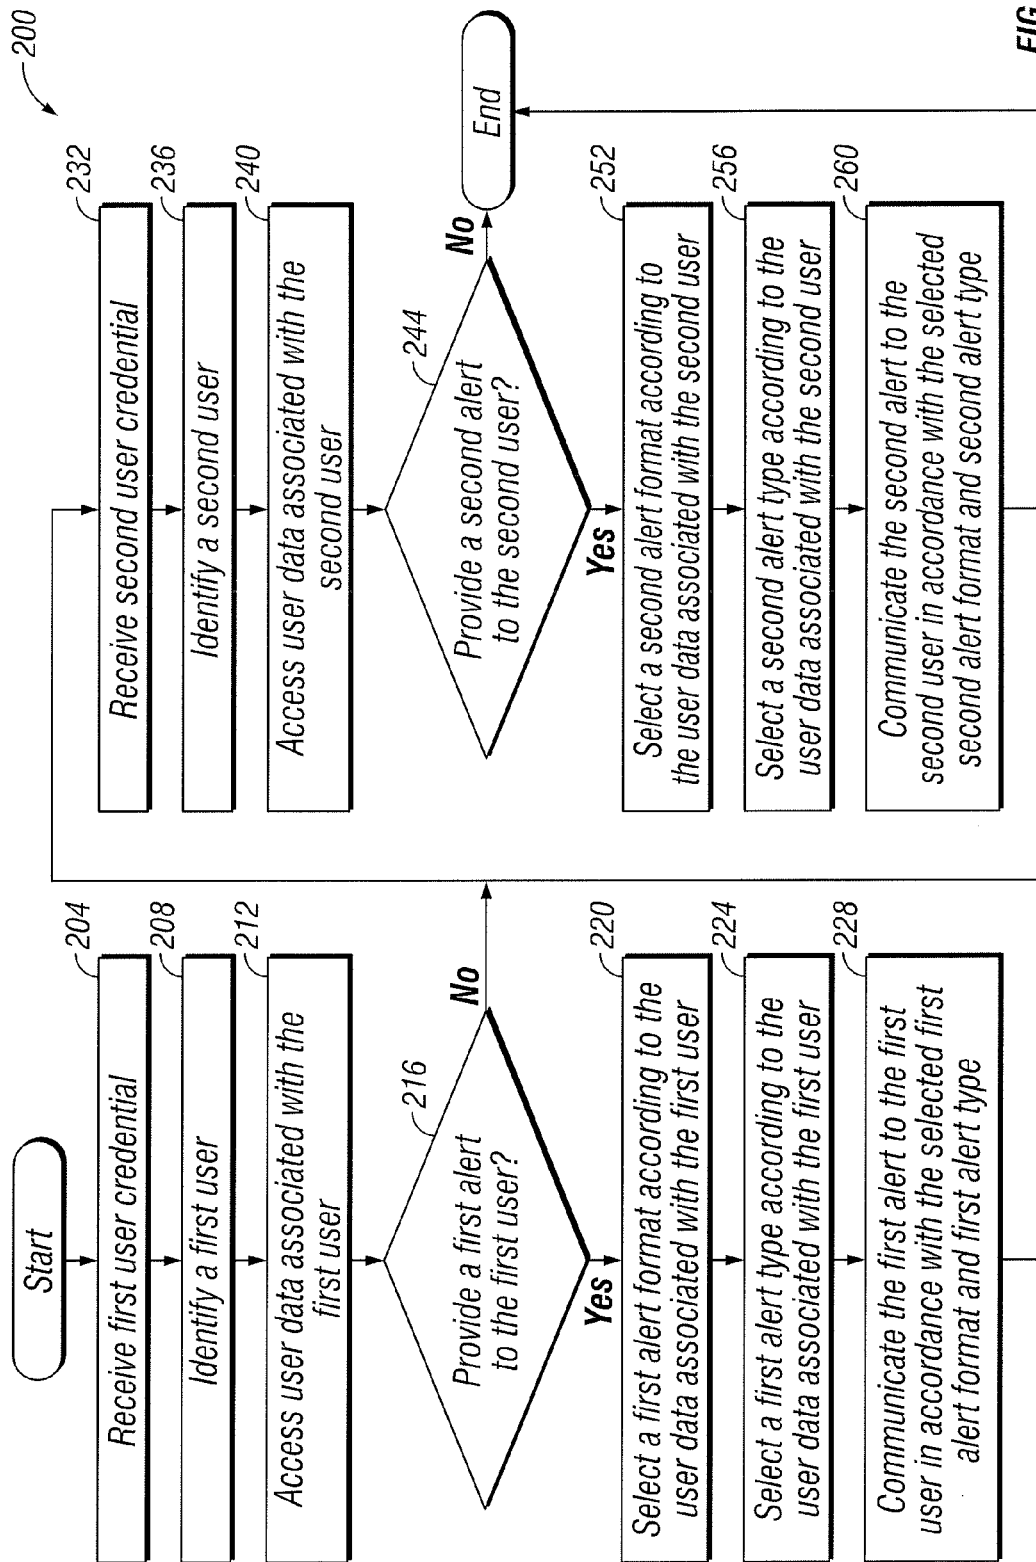 200
Start
204
Receive first user credential
208
Identify a first user
212
Access user data associated with the
first user
216
Provide a first alert
to the first user?
No
Yes
220
Select a first alert format according to the
user data associated with the first user
224
Select a first alert type according to the
user data associated with the first user
228
Communicate the first alert to the first
user in accordance with the selected first
alert format and first alert type
232
Receive second user credential
236
Identify a second user
240
Access user data associated with the
second user
244
Provide a second alert
to the second user?
No
End
Yes
252
Select a second alert format according to
the user data associated with the second user
256
Select a second alert type according to the
user data associated with the second user
260
Communicate the second alert to the
second user in accordance with the selected
second alert format and second alert type
FIG